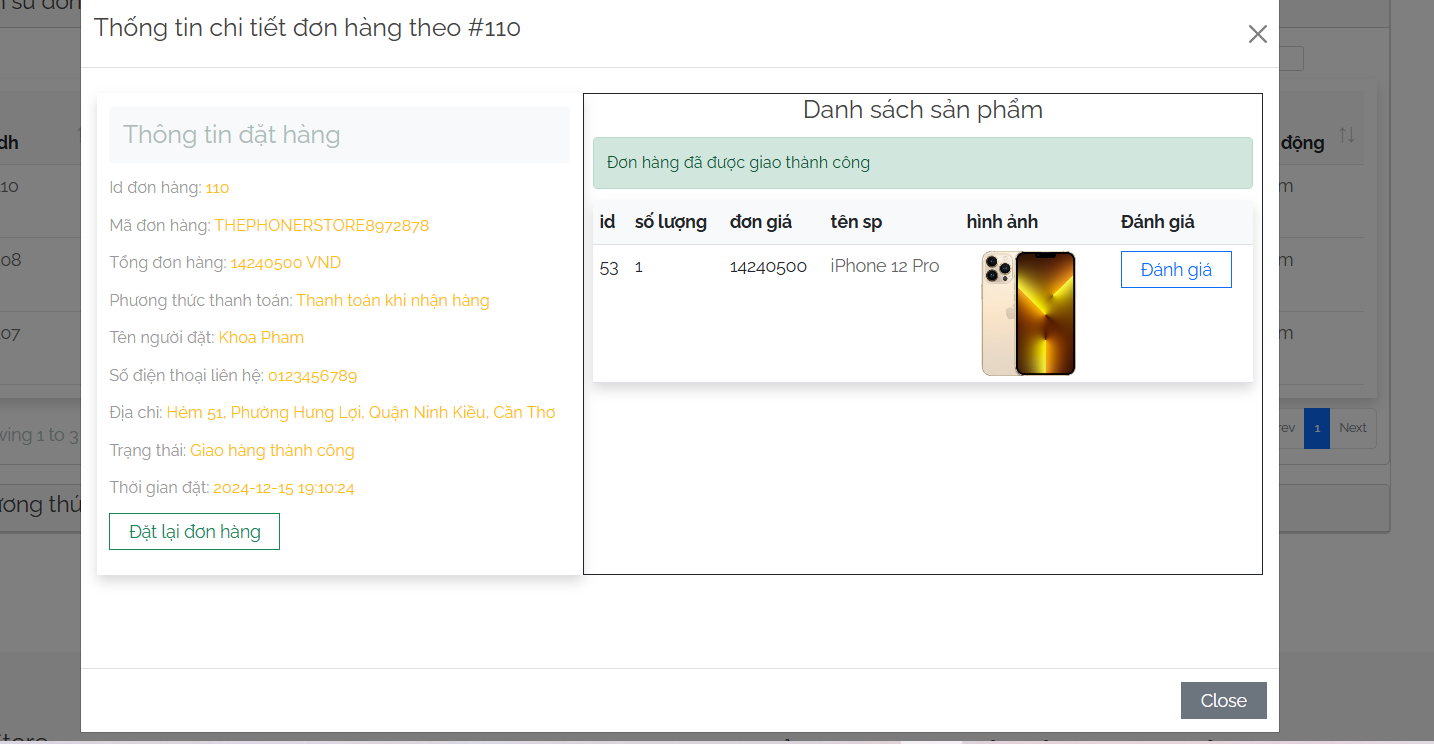 Thống tin chi tiết đơn hàng theo #110
Thông tin đặt hàng
Id đơn hàng: 110
Mã đơn hàng: THEPHONERSTORE8972878
Tổng đơn hàng: 14240500 VND
Phương thức thanh toán: Thanh toán khi nhận hàng
Tên người đặt: Khoa Pham
Số điện thoại liên hệ: 0123456789
Địa chỉ: Hẻm 51, Phường Hưng Lợi, Quận Ninh Kiều, Cần Thơ
Trạng thái: Giao hàng thành công
Thời gian đặt: 2024-12-15 19:10:24
Đặt lại đơn hàng
Danh sách sản phẩm
Đơn hàng đã được giao thành công
id số lượng đơn giá tên sp hình ảnh Đánh giá
53 1 14240500 iPhone 12 Pro Đánh giá
Close
động
wing 1 to 3
rev 1 Next